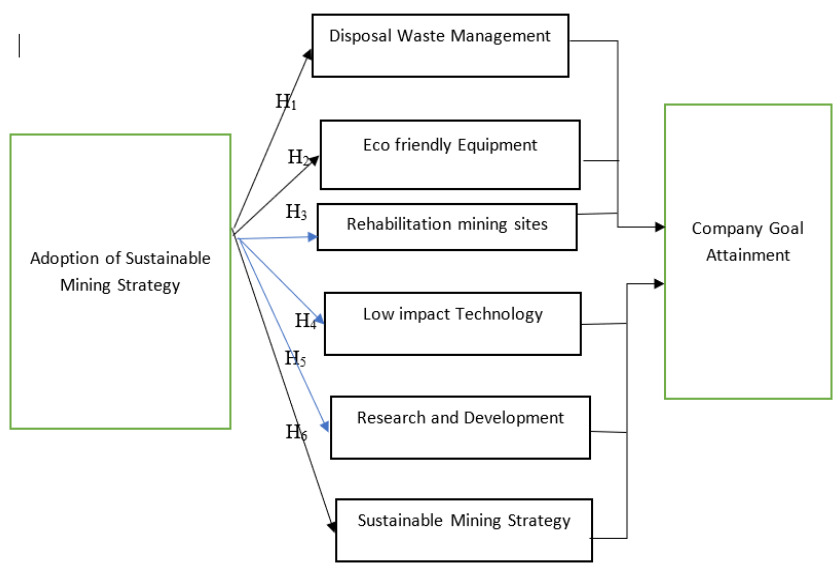 Disposal Waste Management
H1
Eco friendly Equipment
H2
Rehabilitation mining sites
H3
Company Goal
Attainment
Adoption of Sustainable
Mining Strategy
Low impact Technology
H4
H5
Research and Development
H6
Sustainable Mining Strategy